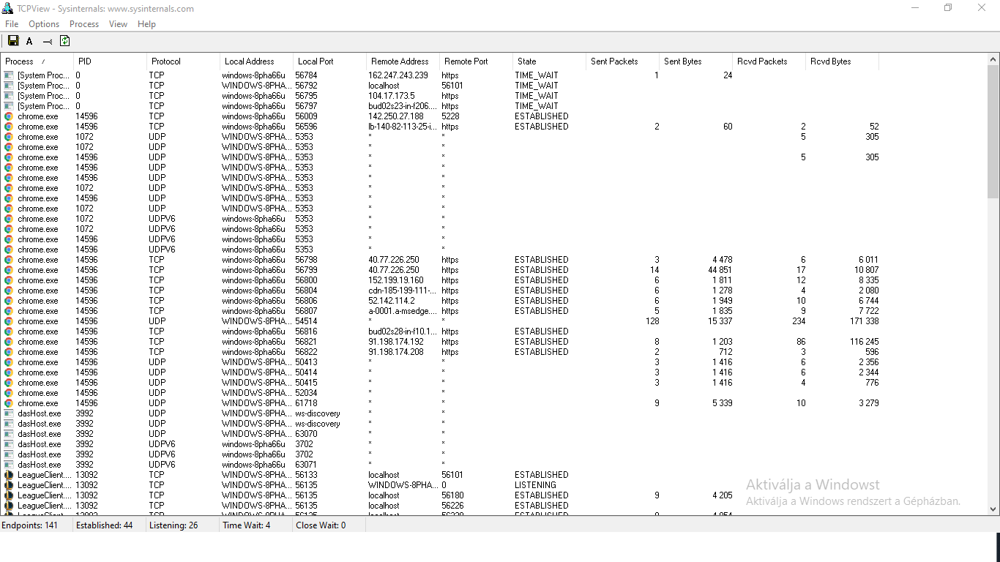 TCPView - Sysinternals: www.sysinternals.com
File Options Process View Help
A
Process / PID Protocol Local Address Local Port Remote Address Remote Port State Sent Packets Sent Bytes Rcvd Packets Rcvd Bytes
[System Proc... 0 TCP windows-8pha66u 56784 162.247.243.239 https TIME_WAIT 1 24
[System Proc... 0 TCP WINDOWS-8PHA... 56792 localhost 56101 TIME_WAIT
[System Proc... 0 TCP windows-8pha66u 56795 104.17.173.5 https TIME_WAIT
[System Proc... 0 TCP windows-8pha66u 56797 bud02s23-in-f206.... https TIME_WAIT
chrome.exe 14596 TCP windows-8pha66u 56009 142.250.27.188 5228 ESTABLISHED
chrome.exe 14596 TCP windows-8pha66u 56596 lb-140-82-113-25-i... https ESTABLISHED 2 60 2 52
chrome.exe 1072 UDP WINDOWS-8PHA... 5353 * * 5 305
chrome.exe 1072 UDP WINDOWS-8PHA... 5353 * *
chrome.exe 14596 UDP WINDOWS-8PHA... 5353 * * 5 305
chrome.exe 14596 UDP WINDOWS-8PHA... 5353 * *
chrome.exe 14596 UDP WINDOWS-8PHA... 5353 * *
chrome.exe 1072 UDP WINDOWS-8PHA... 5353 * *
chrome.exe 14596 UDP WINDOWS-8PHA... 5353 * *
chrome.exe 1072 UDP WINDOWS-8PHA... 5353 * *
chrome.exe 1072 UDPV6 windows-8pha66u 5353 * *
chrome.exe 1072 UDPV6 windows-8pha66u 5353 * *
chrome.exe 14596 UDPV6 windows-8pha66u 5353 * *
chrome.exe 14596 UDPV6 windows-8pha66u 5353 * *
chrome.exe 14596 TCP windows-8pha66u 56798 40.77.226.250 https ESTABLISHED 3 4 478 6 6 011
chrome.exe 14596 TCP windows-8pha66u 56799 40.77.226.250 https ESTABLISHED 14 44 851 17 10 807
chrome.exe 14596 TCP windows-8pha66u 56800 152.199.19.160 https ESTABLISHED 6 1 811 12 8 335
chrome.exe 14596 TCP windows-8pha66u 56804 cdn-185-199-111-... https ESTABLISHED 6 1 278 4 2 080
chrome.exe 14596 TCP windows-8pha66u 56806 52.142.114.2 https ESTABLISHED 6 1 949 10 6 744
chrome.exe 14596 TCP windows-8pha66u 56807 a-0001.a-msedge.... https ESTABLISHED 5 1 835 9 7 722
chrome.exe 14596 UDP WINDOWS-8PHA... 54514 * * 128 15 337 234 171 338
chrome.exe 14596 TCP windows-8pha66u 56816 bud02s28-in-f10.1... https ESTABLISHED
chrome.exe 14596 TCP windows-8pha66u 56821 91.198.174.192 https ESTABLISHED 8 1 203 86 116 245
chrome.exe 14596 TCP windows-8pha66u 56822 91.198.174.208 https ESTABLISHED 2 712 3 596
chrome.exe 14596 UDP WINDOWS-8PHA... 50413 * * 3 1 416 6 2 356
chrome.exe 14596 UDP WINDOWS-8PHA... 50414 * * 3 1 416 6 2 344
chrome.exe 14596 UDP WINDOWS-8PHA... 50415 * * 3 1 416 4 776
chrome.exe 14596 UDP WINDOWS-8PHA... 52034 * *
chrome.exe 14596 UDP WINDOWS-8PHA... 61718 * * 9 5 339 10 3 279
dasHost.exe 3992 UDP WINDOWS-8PHA... ws-discovery * *
dasHost.exe 3992 UDP WINDOWS-8PHA... ws-discovery * *
dasHost.exe 3992 UDP WINDOWS-8PHA... 63070 * *
dasHost.exe 3992 UDPV6 windows-8pha66u 3702 * *
dasHost.exe 3992 UDPV6 windows-8pha66u 3702 * *
dasHost.exe 3992 UDPV6 windows-8pha66u 63071 * *
LeagueClient.... 13092 TCP WINDOWS-8PHA... 56133 localhost 56101 ESTABLISHED
LeagueClient.... 13092 TCP WINDOWS-8PHA... 56135 WINDOWS-8PHA... 0 LISTENING
LeagueClient.... 13092 TCP WINDOWS-8PHA... 56135 localhost 56180 ESTABLISHED 9 4 205
LeagueClient.... 13092 TCP WINDOWS-8PHA... 56135 localhost 56226 ESTABLISHED
Aktiválja a Windowst
Aktiválja a Windows rendszert a Gépházban.
Endpoints: 141 Established: 44 Listening: 26 Time Wait: 4 Close Wait: 0